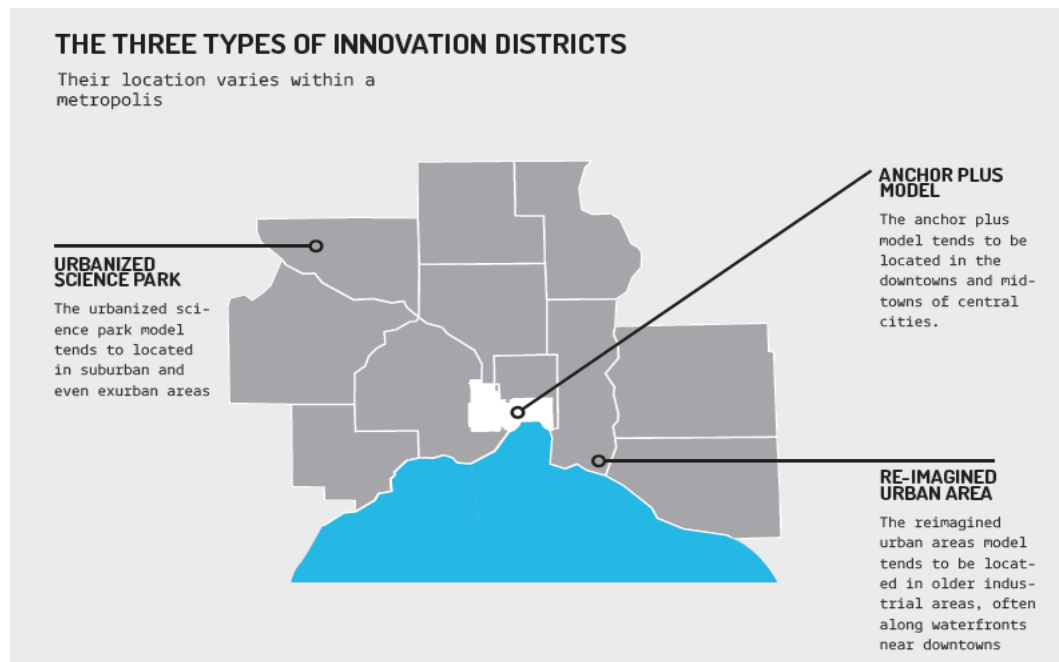 THE THREE TYPES OF INNOVATION DISTRICTS
Their location varies within a
metropolis
URBANIZED
SCIENCE PARK
The urbanized sci-
ence park model
tends to located
in suburban and
even exurban areas
ANCHOR PLUS
MODEL
The anchor plus
model tends to be
located in the
downtowns and mid-
towns of central
cities.
RE-IMAGINED
URBAN AREA
The reimagined
urban areas model
tends to be locat-
ed in older indus-
trial areas, often
along waterfronts
near downtowns